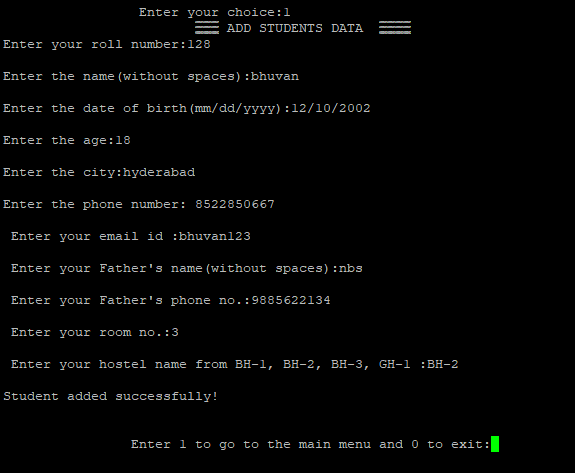 Enter your choice:1
ADD STUDENTS DATA
Enter your roll number:128
Enter the name(without spaces):bhuvan
Enter the date of birth(mm/dd/yyyy):12/10/2002
Enter the age:18
Enter the city:hyderabad
Enter the phone number: 8522850667
Enter your email id :bhuvan123
Enter your Father's name(without spaces):nbs
Enter your Father's phone no.:9885622134
Enter your room no.:3
Enter your hostel name from BH-1, BH-2, BH-3, GH-1 :BH-2
Student added successfully!
Enter 1 to go to the main menu and 0 to exit: